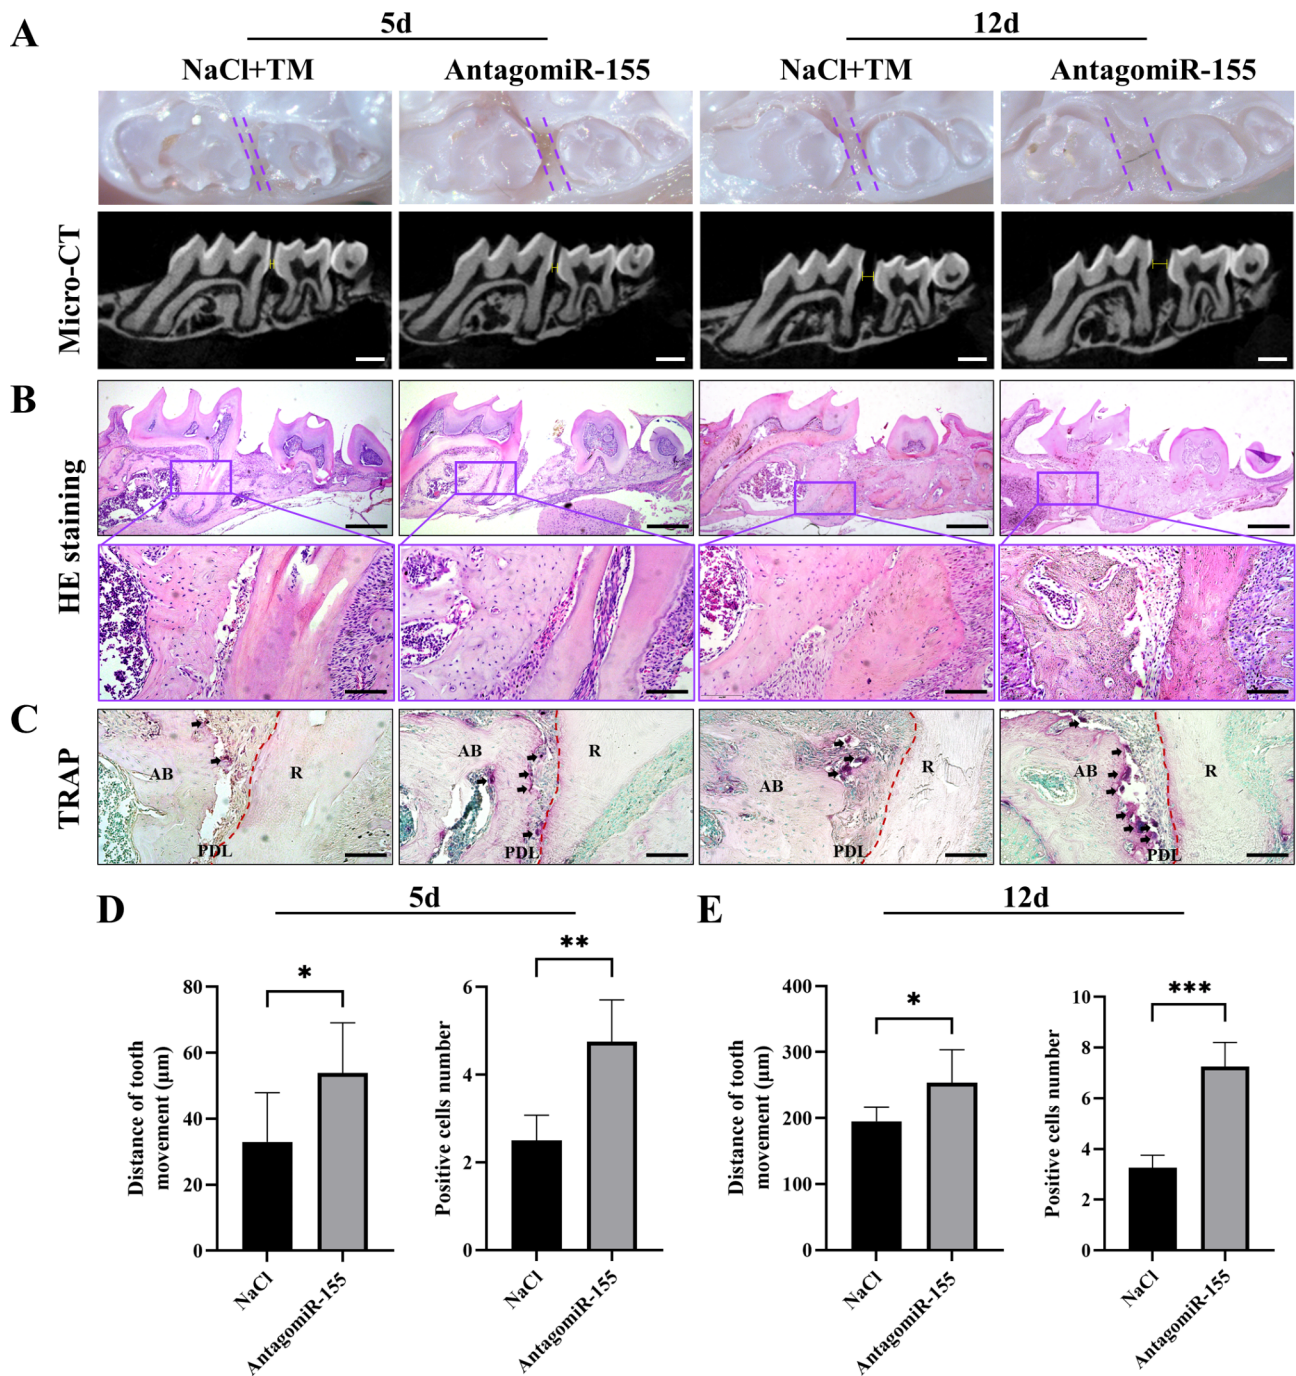 A
5d
12d
NaCl+TM
AntagomiR-155
NaCl+TM
AntagomiR-155
Micro-CT
B
HE staining
C
TRAP
AB
R
PDL
AB
R
PDL
AB
R
PDL
AB
R
PDL
D
5d
Distance of tooth
movement (μm)
80
60
40
20
0
*
NaCl
AntagomiR-155
Positive cells number
6
4
2
0
**
NaCl
AntagomiR-155
E
12d
Distance of tooth
movement (μm)
400
300
200
100
0
*
NaCl
AntagomiR-155
Positive cells number
10
8
6
4
2
0
***
NaCl
AntagomiR-155